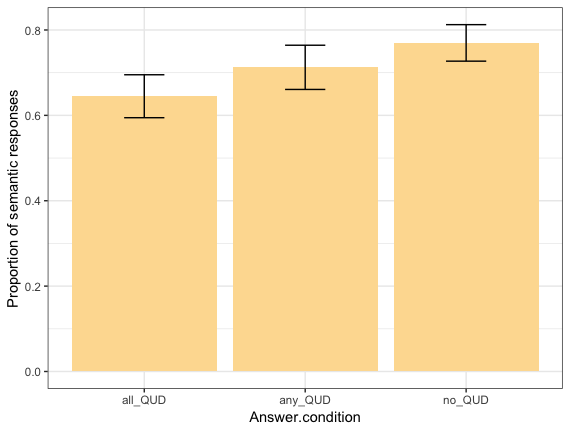 Proportion of semantic responses
0.8
0.6
0.4
0.2
0.0
all_QUD any_QUD no_QUD
Answer.condition